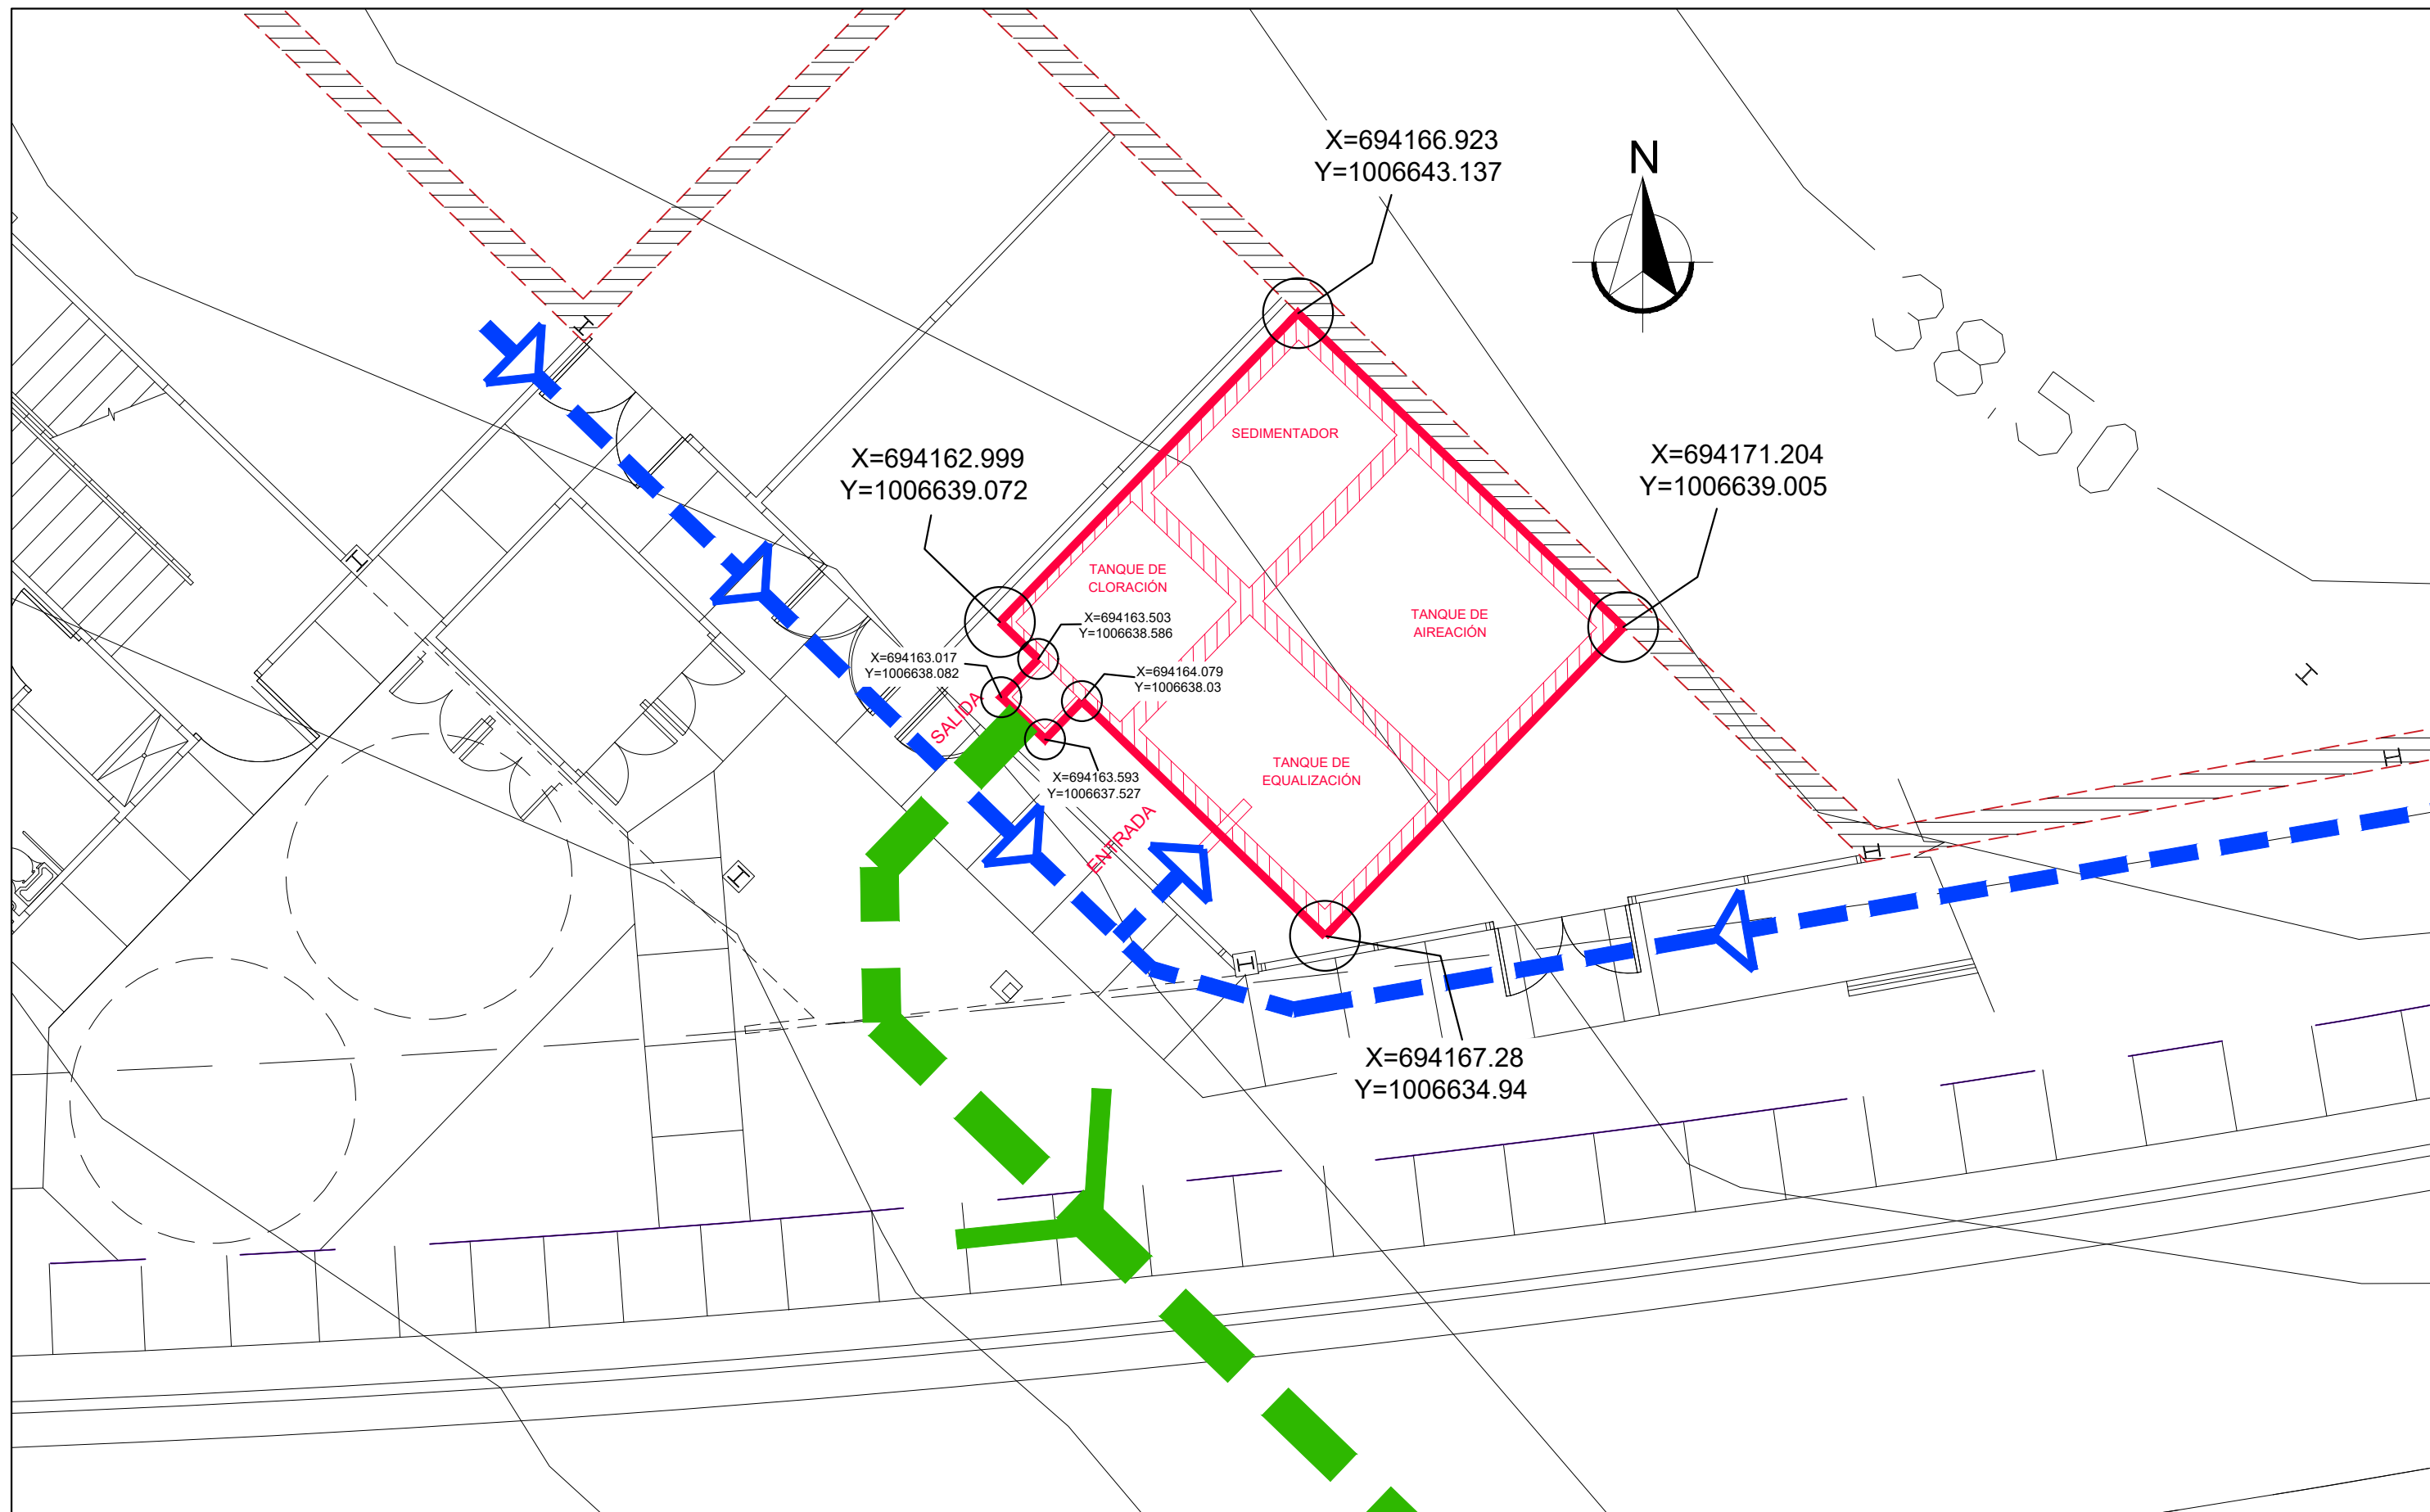 X=694166.923
Y=1006643.137
N
38.50
SEDIMENTADOR
X=694162.999
Y=1006639.072
X=694171.204
Y=1006639.005
TANQUE DE
CLORACIÓN
X=694163.503
Y=1006638.586
TANQUE DE
AIREACIÓN
X=694163.017
Y=1006638.082
X=694164.079
Y=1006638.03
SALIDA
TANQUE DE
EQUALIZACIÓN
X=694163.593
Y=1006637.527
ENTRADA
X=694167.28
Y=1006634.94